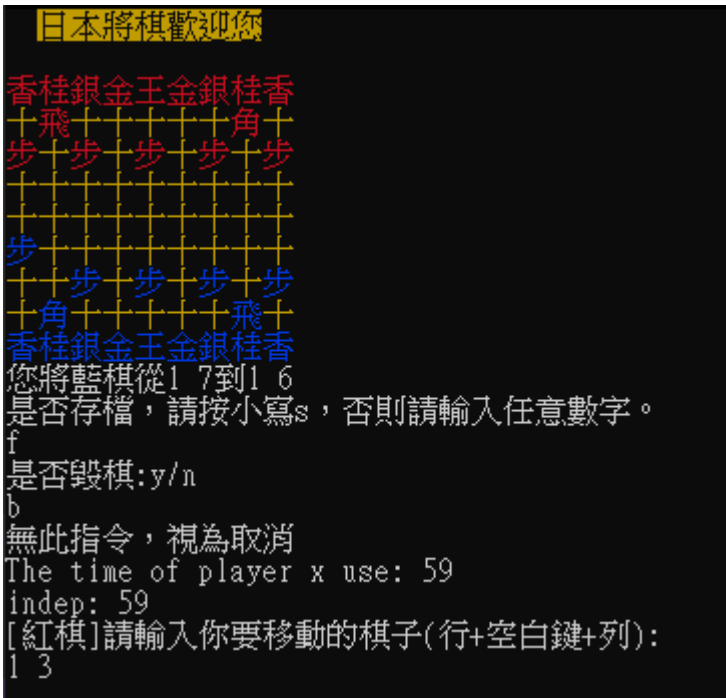 日本將棋歡迎您
香桂銀金王金銀桂香
十飛十十十十十角十
步十步十步十步十步
十十十十十十十十十
十十十十十十十十十
步十十十十十十十十
十十步十步十步十步
十角十十十十十飛十
香桂銀金王金銀桂香
您將藍棋從1 7到1 6
是否存檔，請按小寫s，否則請輸入任意數字。
f
是否毀棋:y/n
b
無此指令，視為取消
The time of player x use: 59
indep: 59
[紅棋]請輸入你要移動的棋子(行+空白鍵+列):
1 3